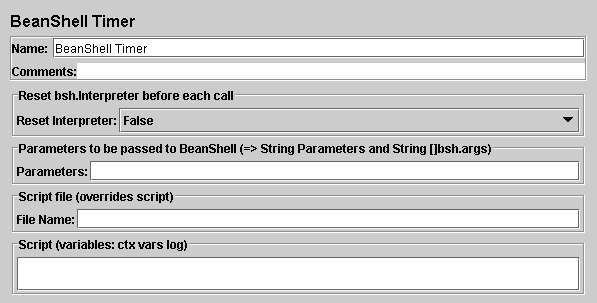 BeanShell Timer
Name: BeanShell Timer
Comments:
Reset bsh.Interpreter before each call
Reset Interpreter: False
Parameters to be passed to BeanShell (=> String Parameters and String []bsh.args)
Parameters:
Script file (overrides script)
File Name:
Script (variables: ctx vars log)